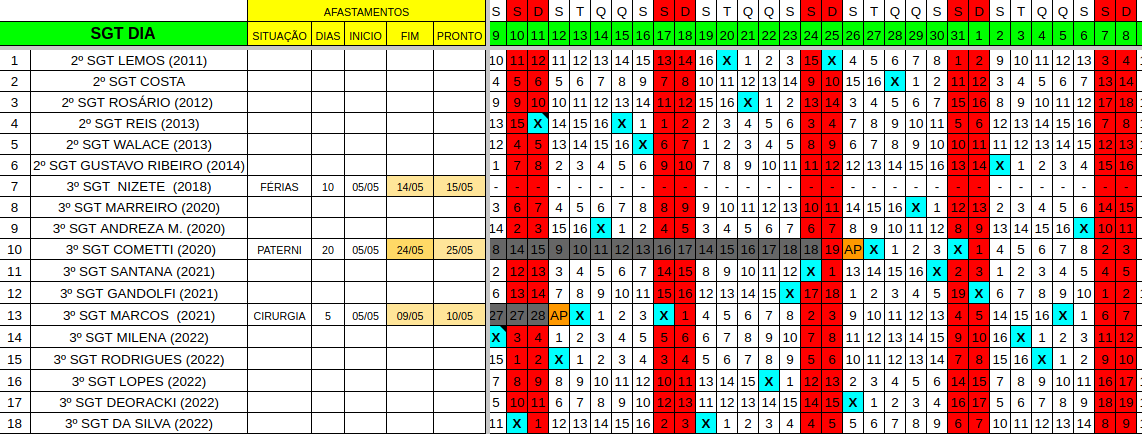 AFASTAMENTOS S S D S T Q Q S S D S T Q Q S S D S T Q Q S S D S T Q Q S S D
SGT DIA SITUAÇÃO DIAS INICIO FIM PRONTO 9 10 11 12 13 14 15 16 17 18 19 20 21 22 23 24 25 26 27 28 29 30 31 1 2 3 4 5 6 7 8
1 2º SGT LEMOS (2011) 10 11 12 11 12 13 14 15 13 14 16 X 1 2 3 15 X 4 5 6 7 8 1 2 9 10 11 12 13 3 4
2 2º SGT COSTA 4 5 6 5 6 7 8 9 7 8 10 11 12 13 14 9 10 15 16 X 1 2 11 12 3 4 5 6 7 13 14
3 2º SGT ROSÁRIO (2012) 9 9 10 10 11 12 13 14 11 12 15 16 X 1 2 13 14 3 4 5 6 7 15 16 8 9 10 11 12 17 18
4 2º SGT REIS (2013) 13 15 X 14 15 16 X 1 1 2 2 3 4 5 6 3 4 7 8 9 10 11 5 6 12 13 14 15 16 7 8
5 2º SGT WALACE (2013) 12 4 5 13 14 15 16 X 6 7 1 2 3 4 5 8 9 6 7 8 9 10 10 11 11 12 13 14 15 12 13
6 2º SGT GUSTAVO RIBEIRO (2014) 1 7 8 2 3 4 5 6 9 10 7 8 9 10 11 11 12 12 13 14 15 16 13 14 X 1 2 3 4 15 16
7 3º SGT NIZETE (2018) FÉRIAS 10 05/05 14/05 15/05 - - - - - - - - - - - - - - - - - - - - - - - - - - - - - - -
8 3º SGT MARREIRO (2020) 3 6 7 4 5 6 7 8 8 9 9 10 11 12 13 10 11 14 15 16 X 1 12 13 2 3 4 5 6 14 15
9 3º SGT ANDREZA M. (2020) 14 2 3 15 16 X 1 2 4 5 3 4 5 6 7 6 7 8 9 10 11 12 8 9 13 14 15 16 X 10 11
10 3º SGT COMETTI (2020) PATERNI 20 05/05 24/05 25/05 8 14 15 9 10 11 12 13 16 17 14 15 16 17 18 18 19 AP X 1 2 3 X 1 4 5 6 7 8 2 3
11 3º SGT SANTANA (2021) 2 12 13 3 4 5 6 7 14 15 8 9 10 11 12 X 1 13 14 15 16 X 2 3 1 2 3 4 5 4 5
12 3º SGT GANDOLFI (2021) 6 13 14 7 8 9 10 11 15 16 12 13 14 15 X 17 18 1 2 3 4 5 19 X 6 7 8 9 10 1 2
13 3º SGT MARCOS (2021) CIRURGIA 5 05/05 09/05 10/05 27 27 28 AP X 1 2 3 X 1 4 5 6 7 8 2 3 9 10 11 12 13 4 5 14 15 16 X 1 6 7
14 3º SGT MILENA (2022) X 3 4 1 2 3 4 5 5 6 6 7 8 9 10 7 8 11 12 13 14 15 9 10 16 X 1 2 3 11 12
15 3º SGT RODRIGUES (2022) 15 1 2 X 1 2 3 4 3 4 5 6 7 8 9 5 6 10 11 12 13 14 7 8 15 16 X 1 2 9 10
16 3º SGT LOPES (2022) 7 8 9 8 9 10 11 12 10 11 13 14 15 X 1 12 13 2 3 4 5 6 14 15 7 8 9 10 11 16 17
17 3º SGT DEORACKI (2022) 5 10 11 6 7 8 9 10 12 13 11 12 13 14 15 14 15 X 1 2 3 4 16 17 5 6 7 8 9 18 19
18 3º SGT DA SILVA (2022) 11 X 1 12 13 14 15 16 2 3 X 1 2 3 4 4 5 5 6 7 8 9 6 7 10 11 12 13 14 8 9